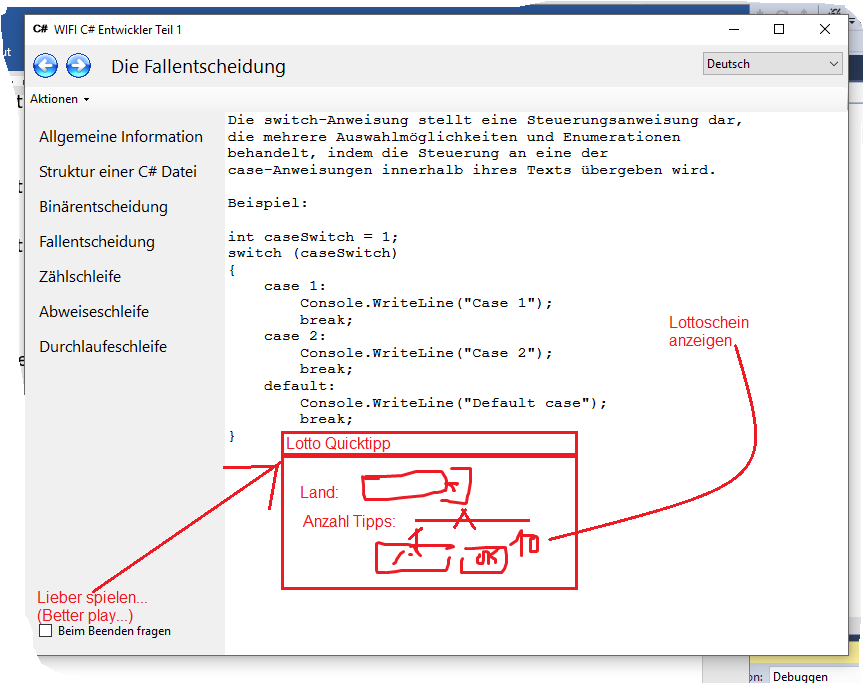 C# WIFI C# Entwickler Teil 1
Die Fallentscheidung
Deutsch
Aktionen
Allgemeine Information
Struktur einer C# Datei
Binärentscheidung
Fallentscheidung
Zählschleife
Abweiseschleife
Durchlaufeschleife
Die switch-Anweisung stellt eine Steuerungsanweisung dar,
die mehrere Auswahlmöglichkeiten und Enumerationen
behandelt, indem die Steuerung an eine der
case-Anweisungen innerhalb ihres Texts übergeben wird.
Beispiel:
int caseSwitch = 1;
switch (caseSwitch)
{
    case 1:
        Console.WriteLine("Case 1");
        break;
    case 2:
        Console.WriteLine("Case 2");
        break;
    default:
        Console.WriteLine("Default case");
        break;
}
Lottoschein
anzeigen
Lotto Quicktipp
Land:
Anzahl Tipps:
1
10
OK
Lieber spielen...
(Better play...)
Beim Beenden fragen
on: Debuggen